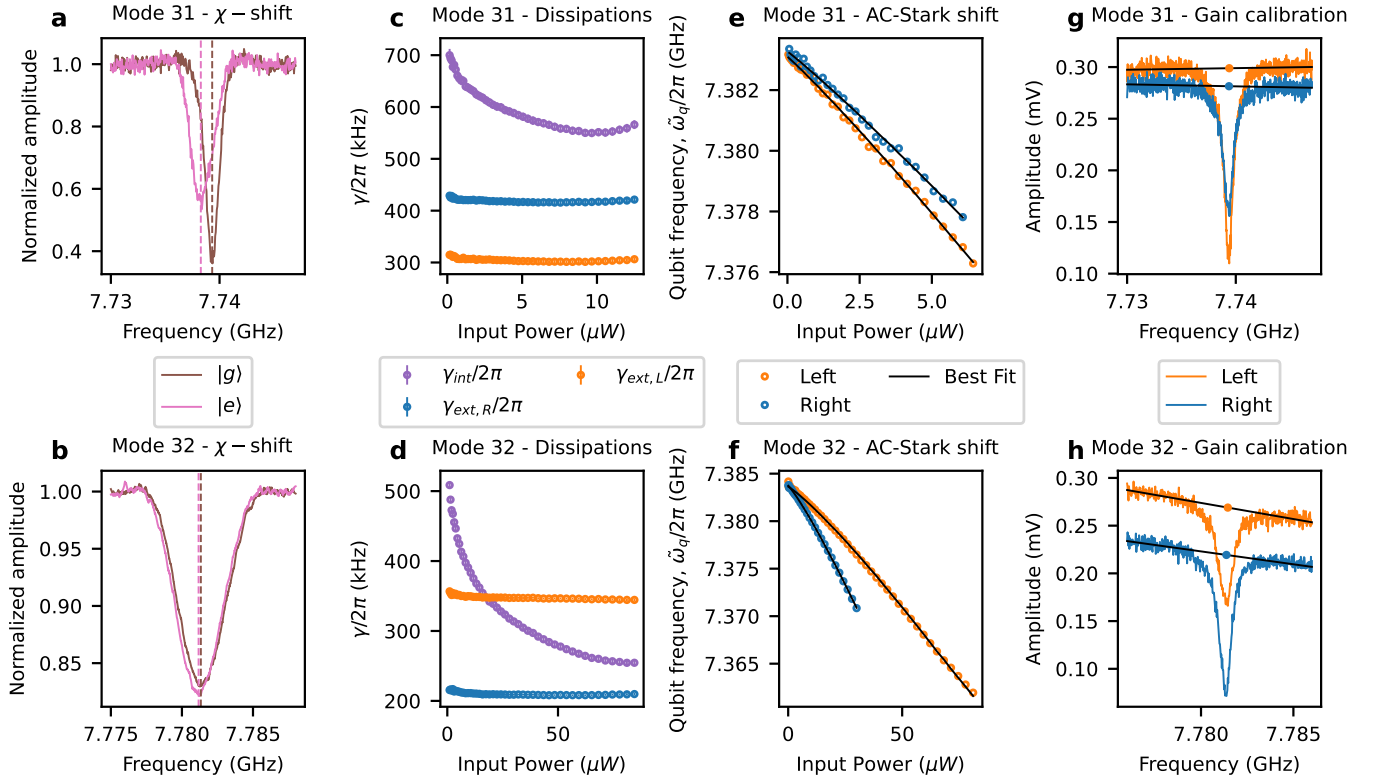 a Mode 31 - χ − shift
Normalized amplitude
1.0
0.8
0.6
0.4
7.73 7.74
Frequency (GHz)
c Mode 31 - Dissipations
γ/2π (kHz)
700
600
500
400
300
0 5 10
Input Power (μW)
e Mode 31 - AC-Stark shift
Qubit frequency, ω̃q/2π (GHz)
7.382
7.380
7.378
7.376
0.0 2.5 5.0
Input Power (μW)
g Mode 31 - Gain calibration
Amplitude (mV)
0.30
0.25
0.20
0.15
0.10
7.73 7.74
Frequency (GHz)
|g⟩
|e⟩
γint/2π
γext, R/2π
γext, L/2π
Left
Right
Best Fit
Left
Right
b Mode 32 - χ − shift
Normalized amplitude
1.00
0.95
0.90
0.85
7.775 7.780 7.785
Frequency (GHz)
d Mode 32 - Dissipations
γ/2π (kHz)
500
400
300
200
0 50
Input Power (μW)
f Mode 32 - AC-Stark shift
Qubit frequency, ω̃q/2π (GHz)
7.385
7.380
7.375
7.370
7.365
0 50
Input Power (μW)
h Mode 32 - Gain calibration
Amplitude (mV)
0.30
0.25
0.20
0.15
0.10
7.780 7.785
Frequency (GHz)